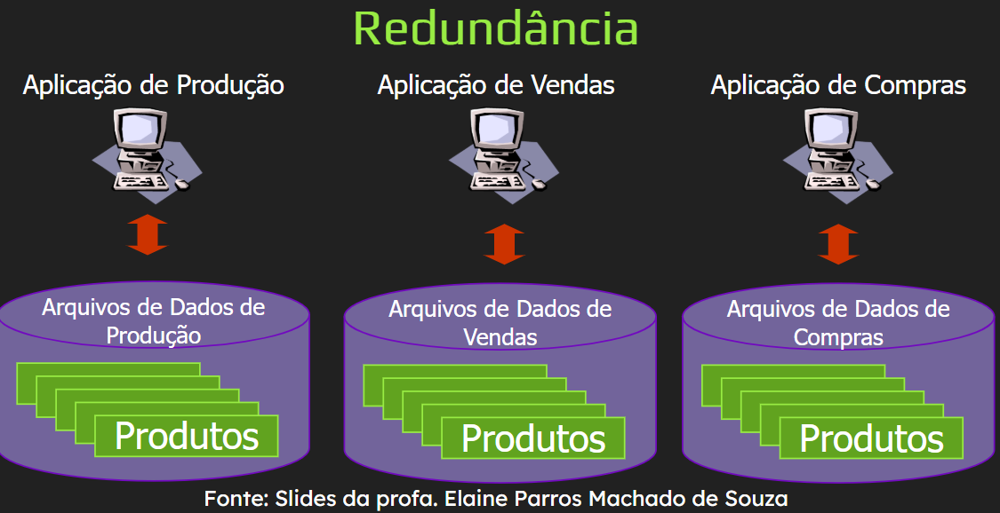 Redundância
Aplicação de Produção
Aplicação de Vendas
Aplicação de Compras
Arquivos de Dados de
Produção
Arquivos de Dados de
Vendas
Arquivos de Dados de
Compras
Produtos
Produtos
Produtos
Fonte: Slides da profa. Elaine Parros Machado de Souza